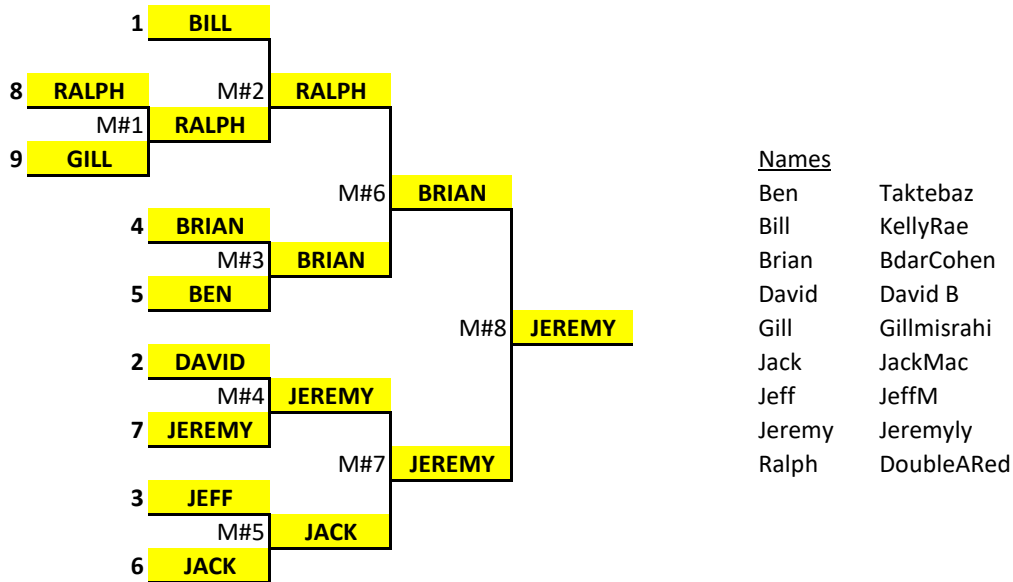 1 BILL
8 RALPH M#2 RALPH
M#1 RALPH
9 GILL Names
M#6 BRIAN Ben Taktebaz
4 BRIAN Bill KellyRae
M#3 BRIAN Brian BdarCohen
5 BEN David David B
M#8 JEREMY Gill Gillmisrahi
2 DAVID Jack JackMac
M#4 JEREMY Jeff JeffM
7 JEREMY Jeremy Jeremyly
M#7 JEREMY Ralph DoubleARed
3 JEFF
M#5 JACK
6 JACK